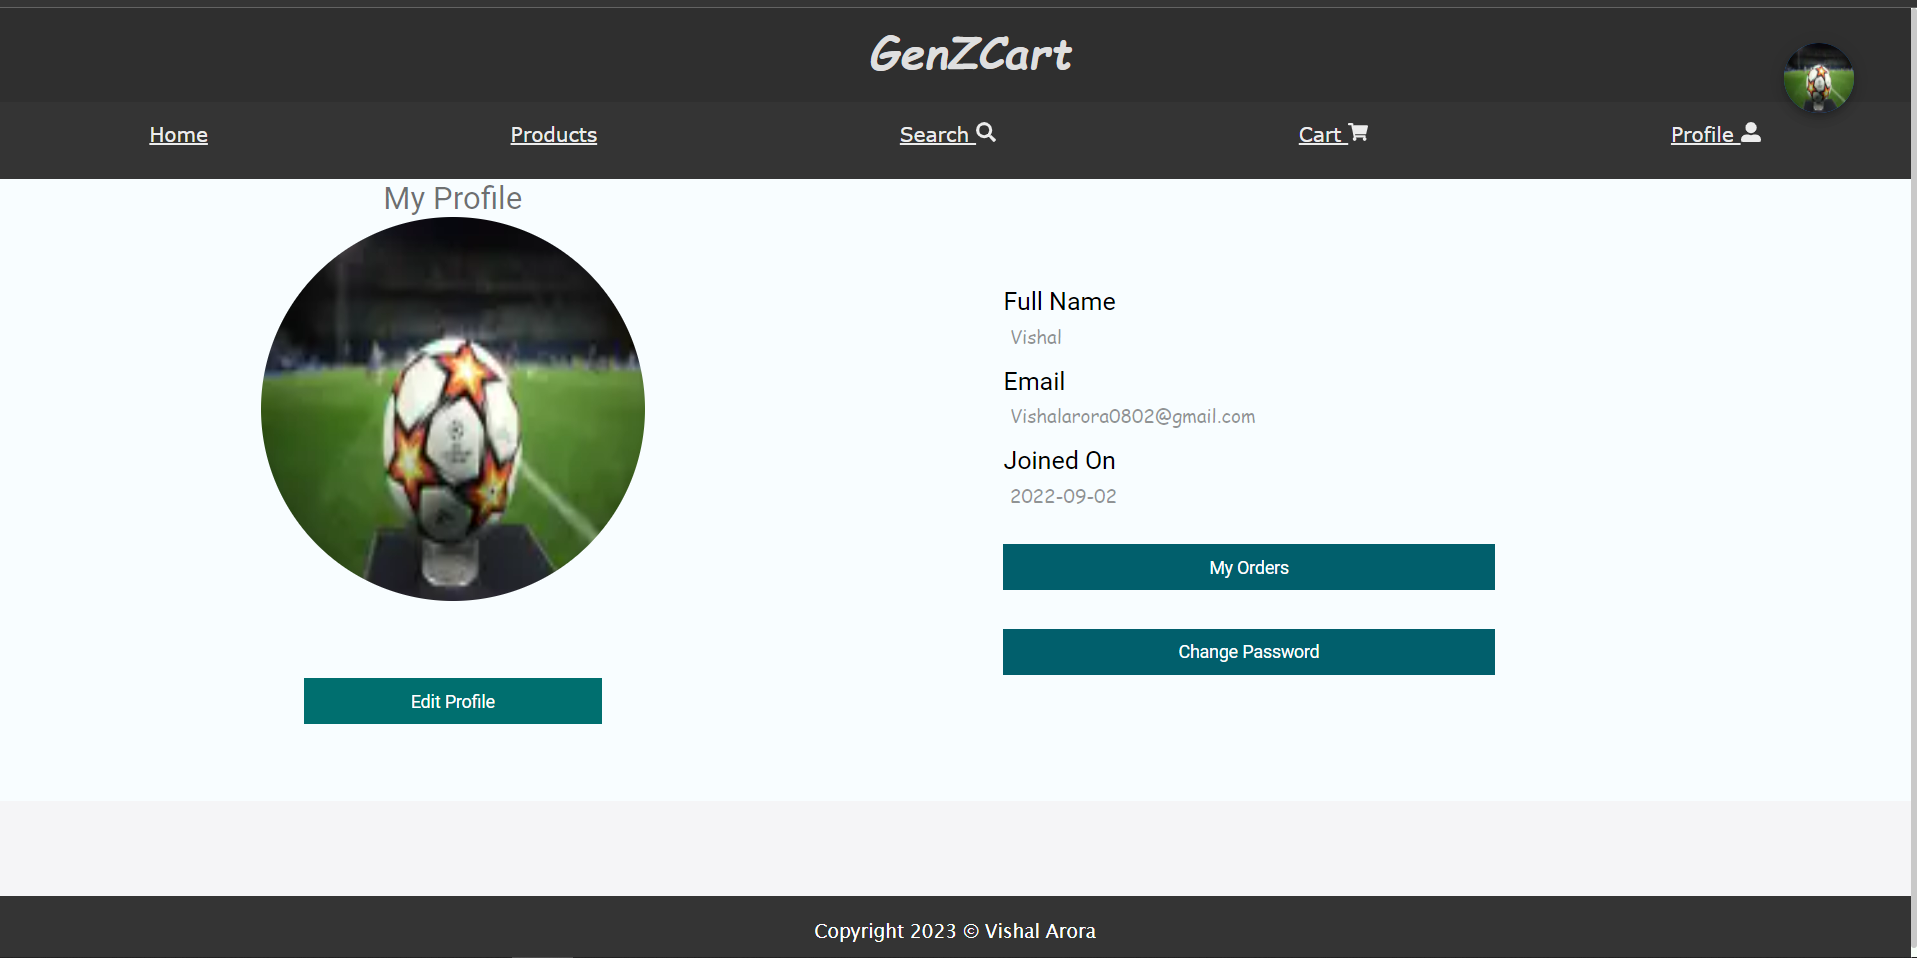 GenZCart
Home Products Search Cart Profile
My Profile
Full Name
Vishal
Email
Vishalarora0802@gmail.com
Joined On
2022-09-02
My Orders
Change Password
Edit Profile
Copyright 2023 © Vishal Arora